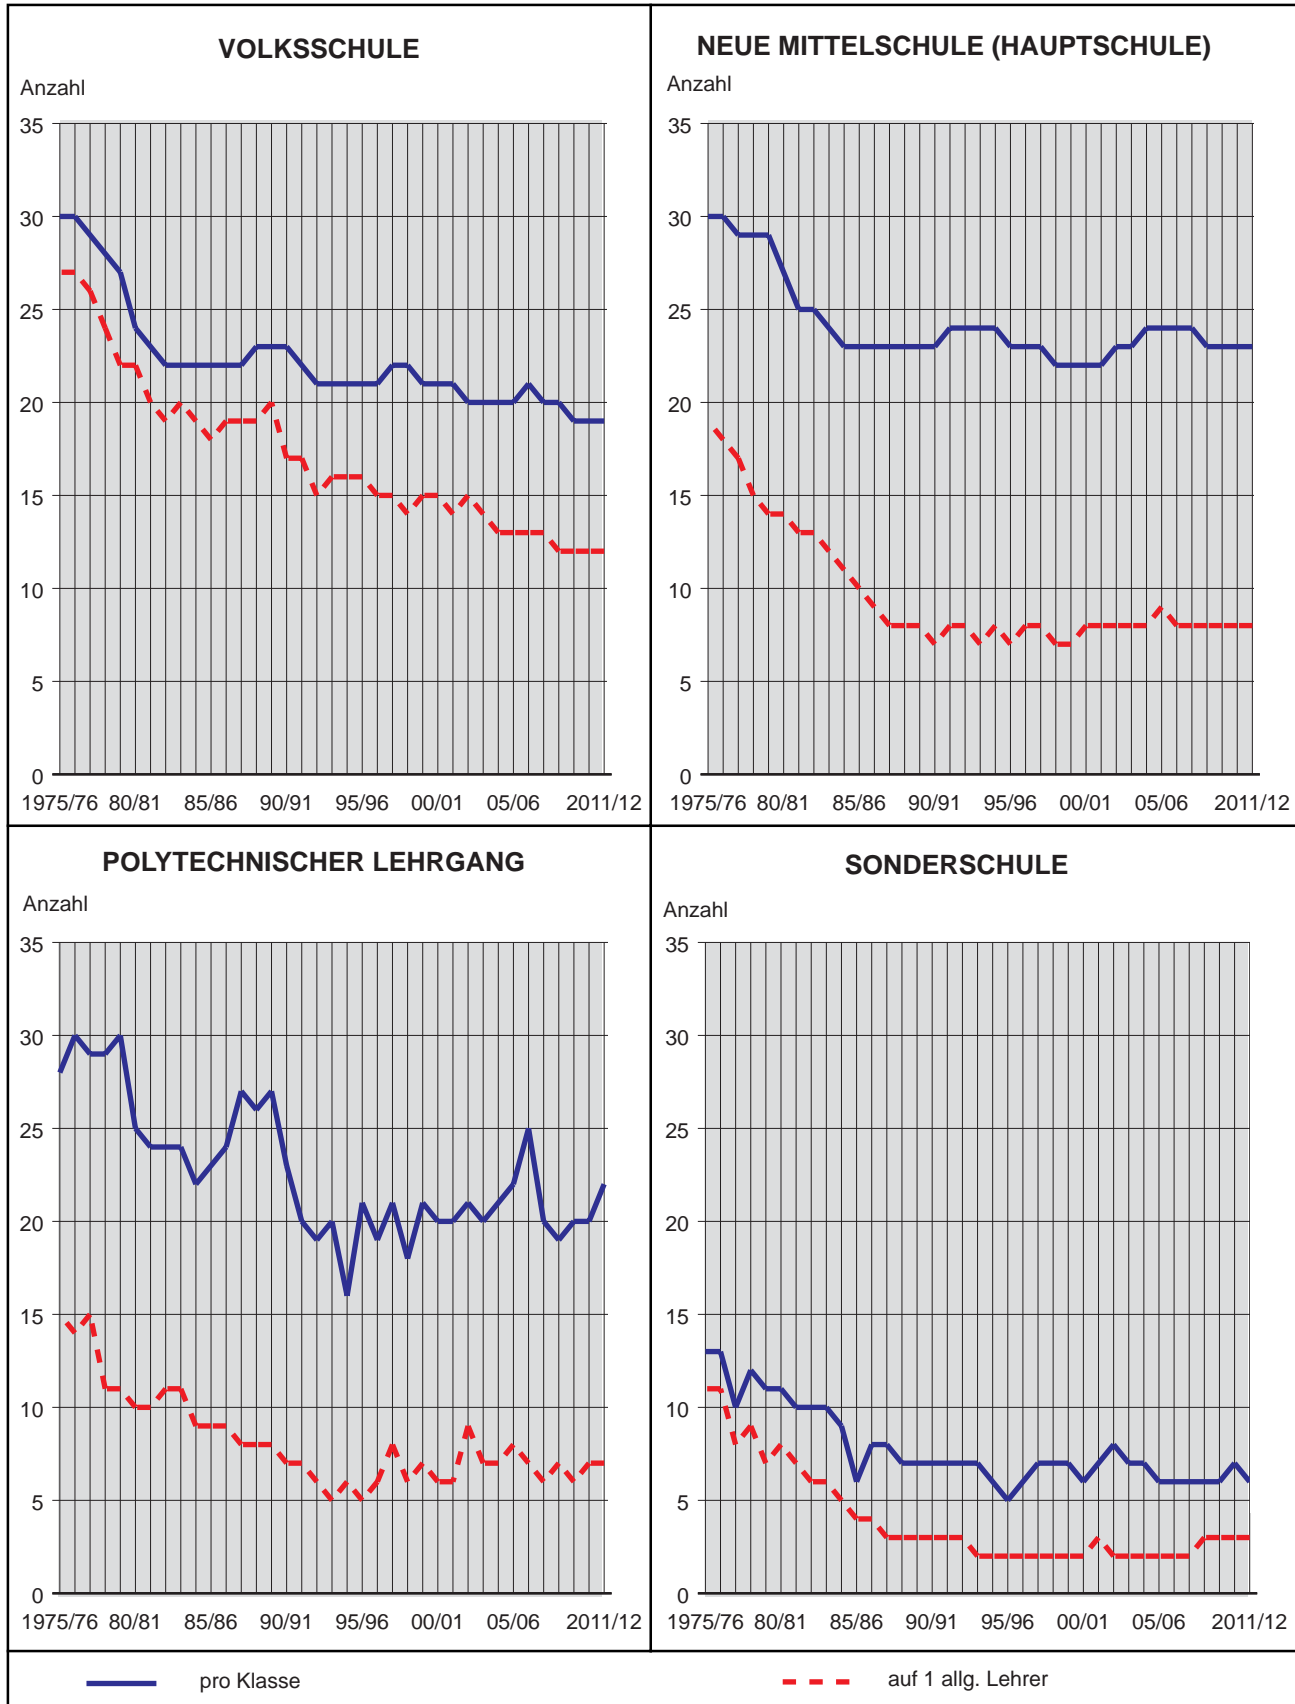 VOLKSSCHULE
Anzahl
35
30
25
20
15
10
5
0
1975/76 80/81 85/86 90/91 95/96 00/01 05/06 2011/12
NEUE MITTELSCHULE (HAUPTSCHULE)
Anzahl
35
30
25
20
15
10
5
0
1975/76 80/81 85/86 90/91 95/96 00/01 05/06 2011/12
POLYTECHNISCHER LEHRGANG
Anzahl
35
30
25
20
15
10
5
0
1975/76 80/81 85/86 90/91 95/96 00/01 05/06 2011/12
SONDERSCHULE
Anzahl
35
30
25
20
15
10
5
0
1975/76 80/81 85/86 90/91 95/96 00/01 05/06 2011/12
pro Klasse
auf 1 allg. Lehrer